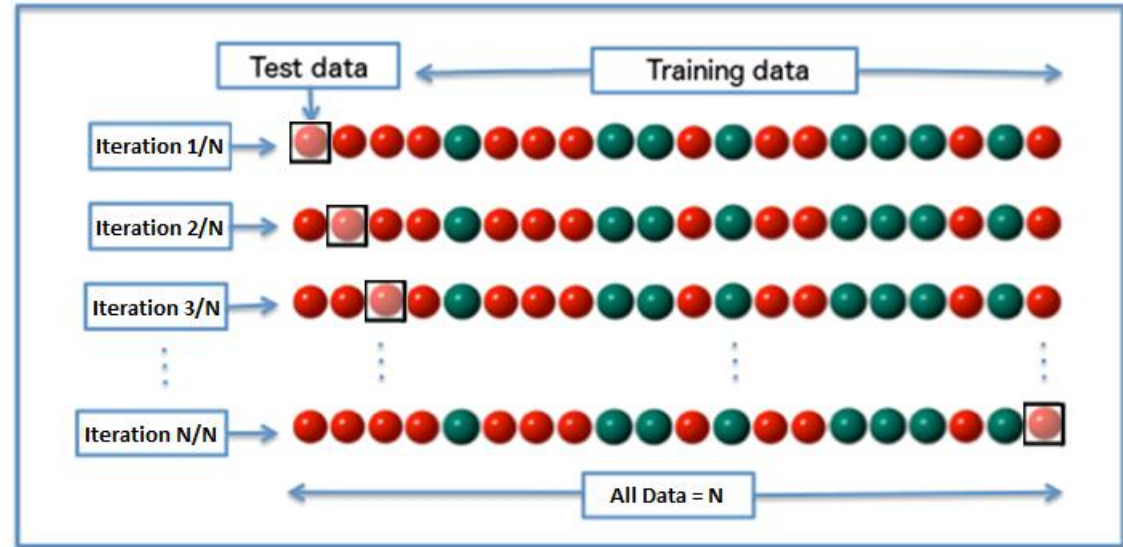 Test data
Training data
Iteration 1/N
Iteration 2/N
Iteration 3/N
Iteration N/N
All Data = N